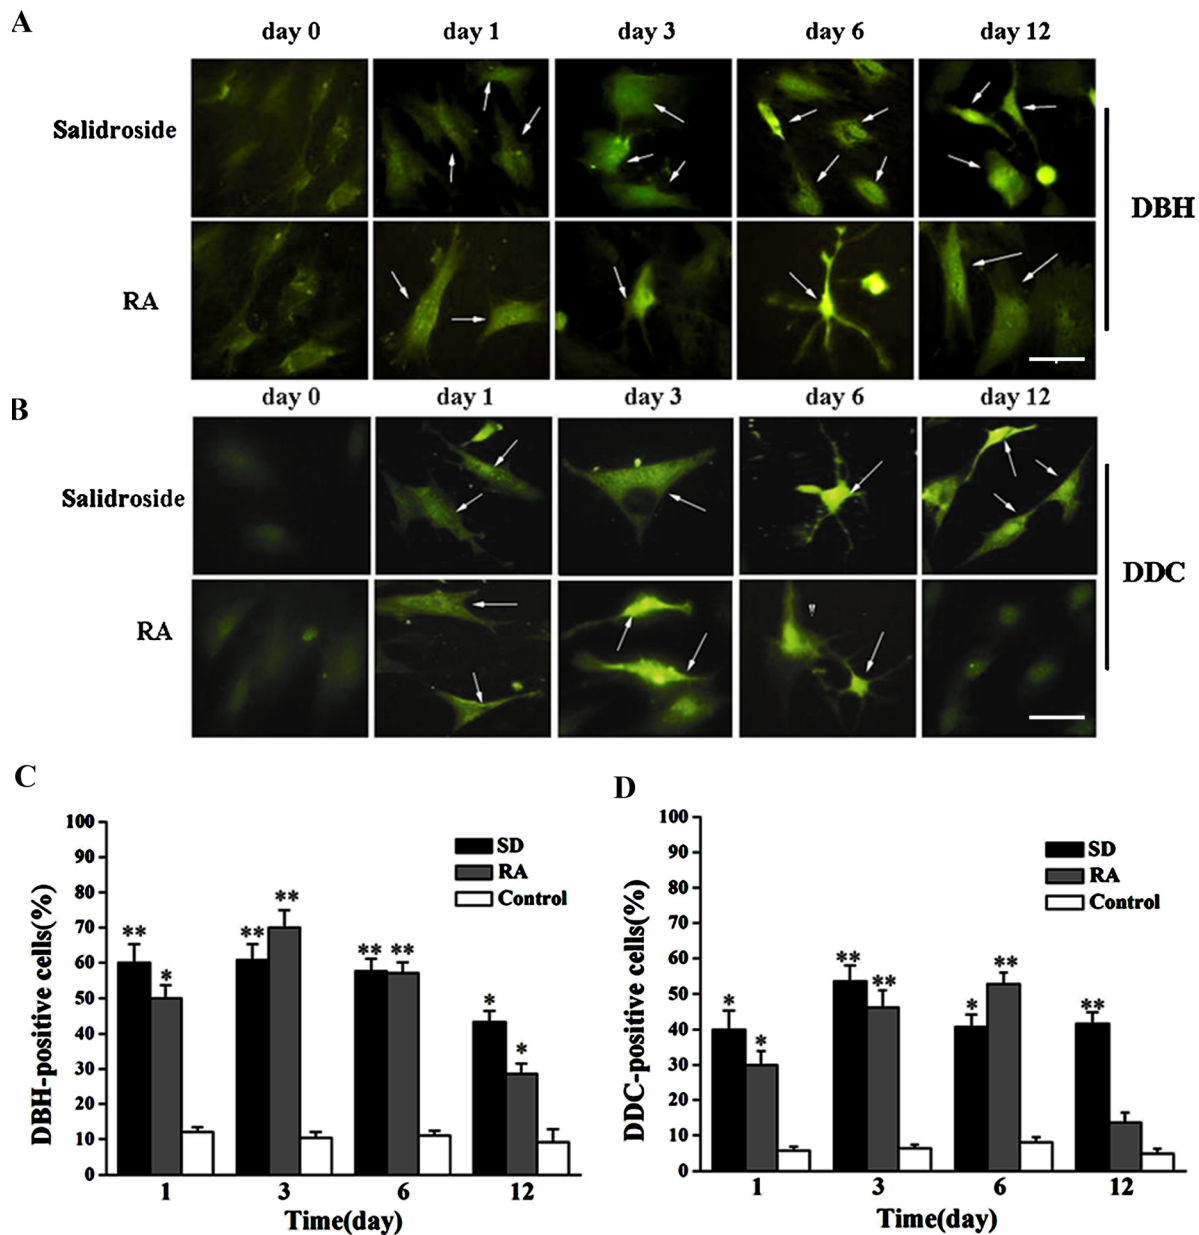 A
day 0 day 1 day 3 day 6 day 12
Salidroside
DBH
RA
B
day 0 day 1 day 3 day 6 day 12
Salidroside
DDC
RA
C
100
90
80
70
60
50
40
30
20
10
0
DBH-positive cells(%)
SD
RA
Control
** * ** ** ** ** * *
1 3 6 12
Time(day)
D
100
90
80
70
60
50
40
30
20
10
0
DDC-positive cells(%)
SD
RA
Control
* * ** ** * ** **
1 3 6 12
Time(day)